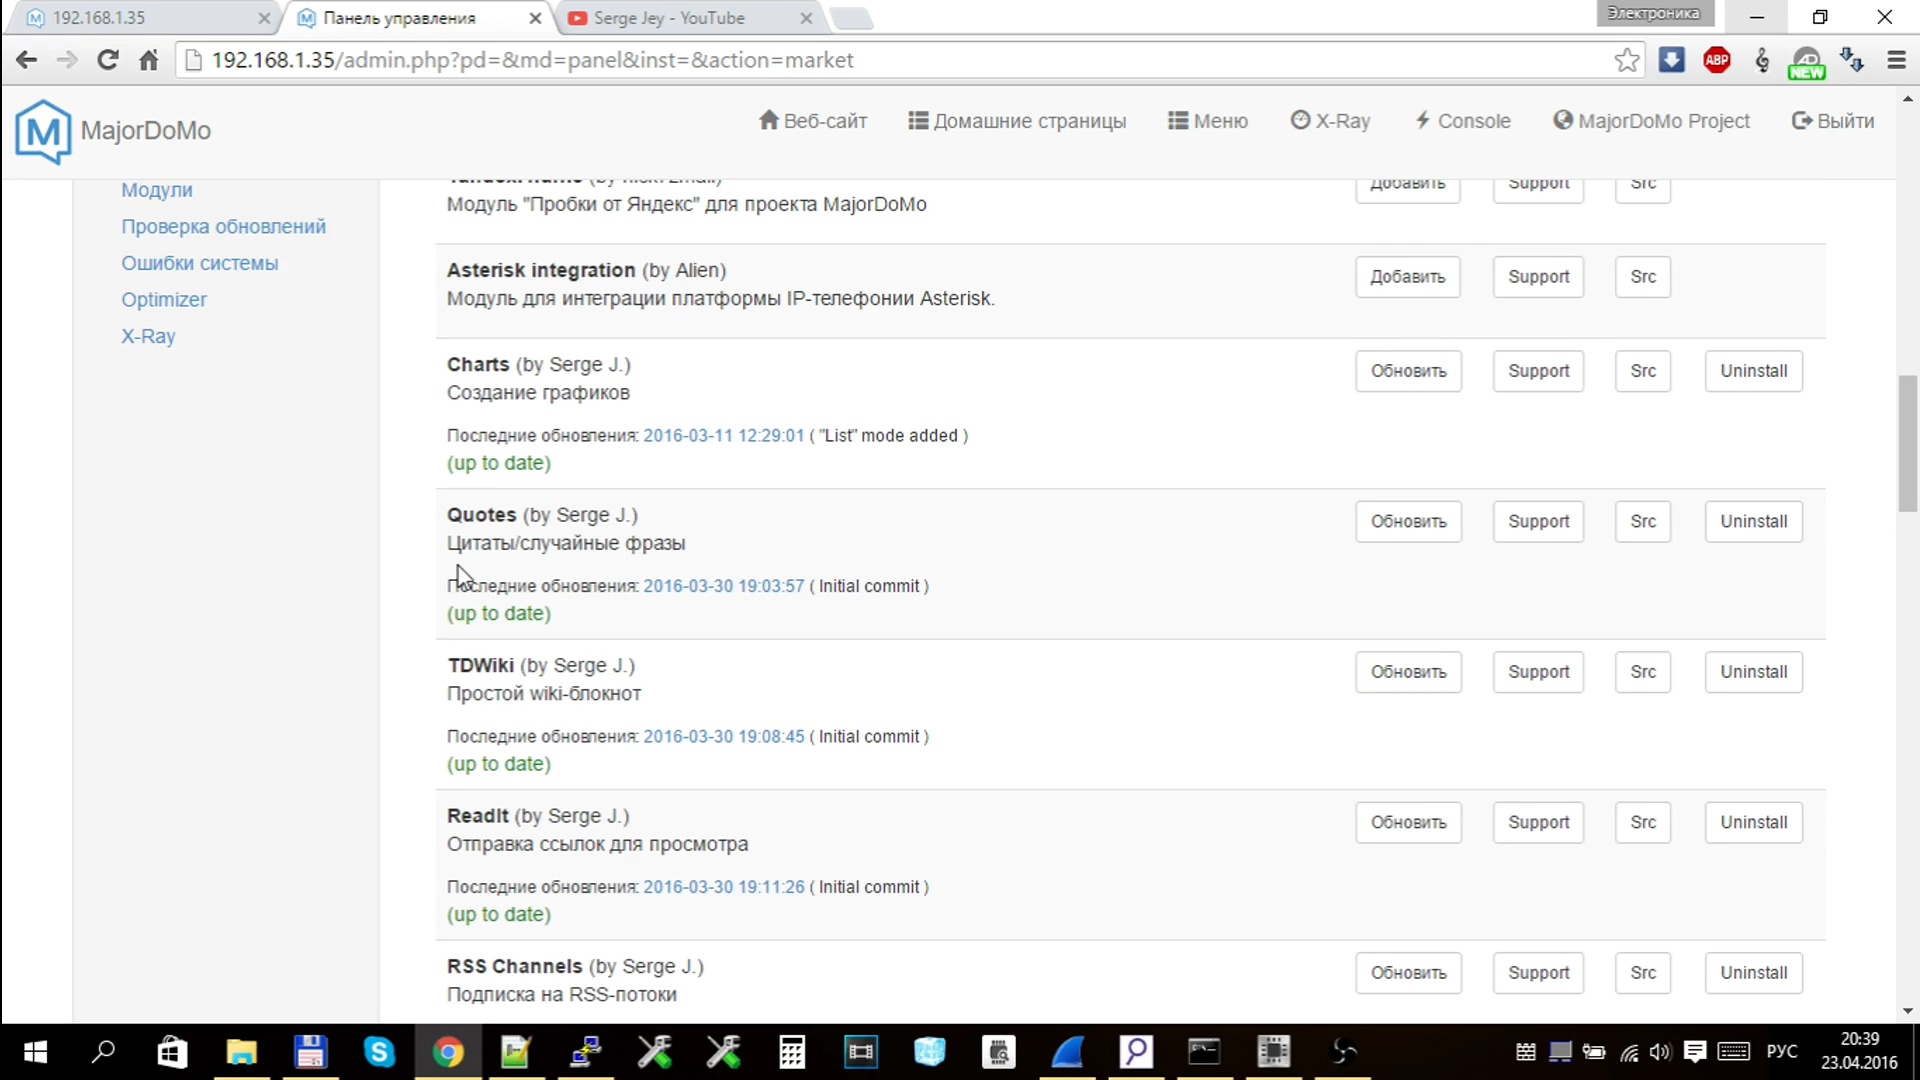 192.168.1.35
Панель управления
Serge Jey - YouTube
Электроника
192.168.1.35/admin.php?pd=&md=panel&inst=&action=market
ABP
NEW
MajorDoMo
Веб-сайт
Домашние страницы
Меню
X-Ray
Console
MajorDoMo Project
Выйти
Модули
Проверка обновлений
Ошибки системы
Optimizer
X-Ray
Модуль "Пробки от Яндекс" для проекта MajorDoMo
Добавить Support Src
Asterisk integration (by Alien)
Модуль для интеграции платформы IP-телефонии Asterisk.
Добавить Support Src
Charts (by Serge J.)
Создание графиков
Последние обновления: 2016-03-11 12:29:01 ( "List" mode added )
(up to date)
Обновить Support Src Uninstall
Quotes (by Serge J.)
Цитаты/случайные фразы
Последние обновления: 2016-03-30 19:03:57 ( Initial commit )
(up to date)
Обновить Support Src Uninstall
TDWiki (by Serge J.)
Простой wiki-блокнот
Последние обновления: 2016-03-30 19:08:45 ( Initial commit )
(up to date)
Обновить Support Src Uninstall
ReadIt (by Serge J.)
Отправка ссылок для просмотра
Последние обновления: 2016-03-30 19:11:26 ( Initial commit )
(up to date)
Обновить Support Src Uninstall
RSS Channels (by Serge J.)
Подписка на RSS-потоки
Обновить Support Src Uninstall
РУС
20:39
23.04.2016